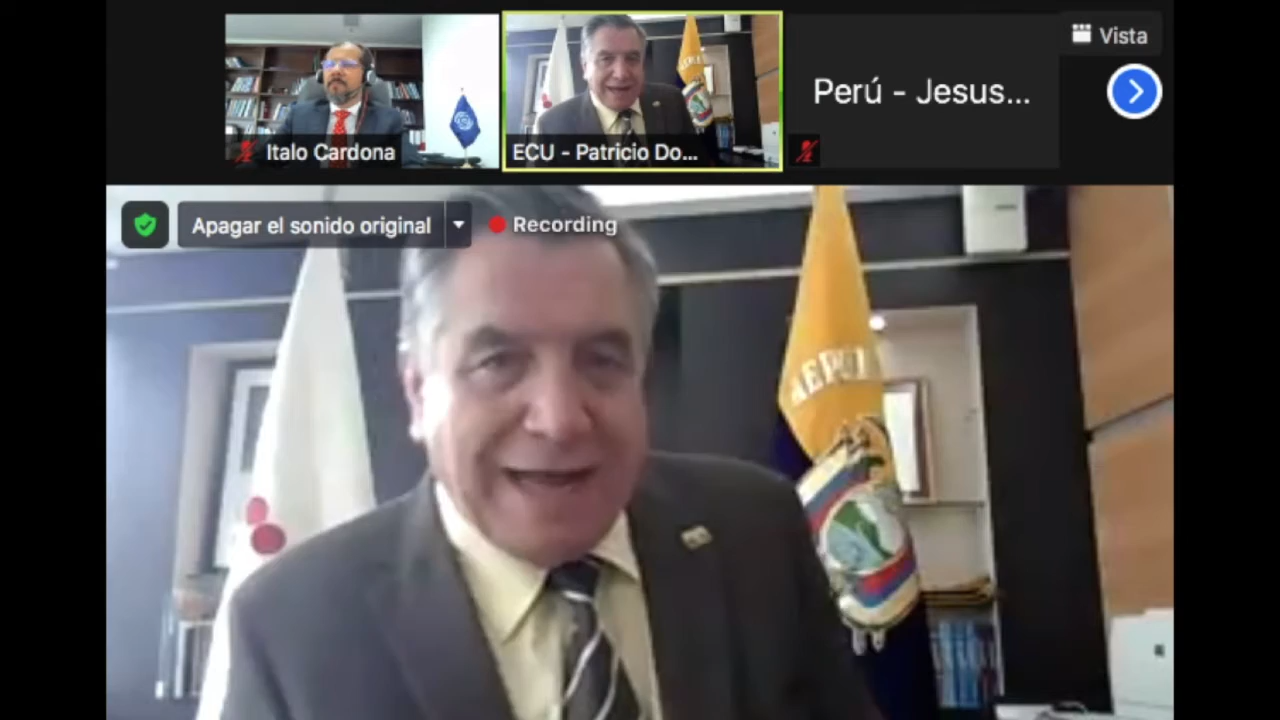 Vista
Perú - Jesus...
Italo Cardona
ECU - Patricio Do...
Apagar el sonido original
Recording